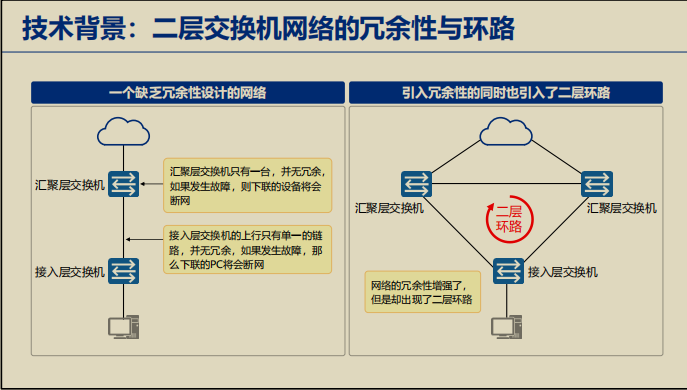 技术背景：二层交换机网络的冗余性与环路
一个缺乏冗余性设计的网络
汇聚层交换机
汇聚层交换机只有一台，并无冗余，
如果发生故障，则下联的设备将会
断网
接入层交换机的上行只有单一的链
路，并无冗余，如果发生故障，那
么下联的PC将会断网
接入层交换机
引入冗余性的同时也引入了二层环路
汇聚层交换机
汇聚层交换机
二层
环路
接入层交换机
网络的冗余性增强了，
但是却出现了二层环路